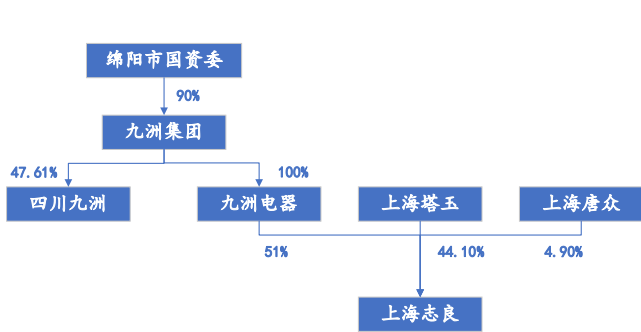 绵阳市国资委
90%
九洲集团
47.61%
100%
四川九洲
九洲电器
上海塔玉
上海唐众
51%
44.10%
4.90%
上海志良